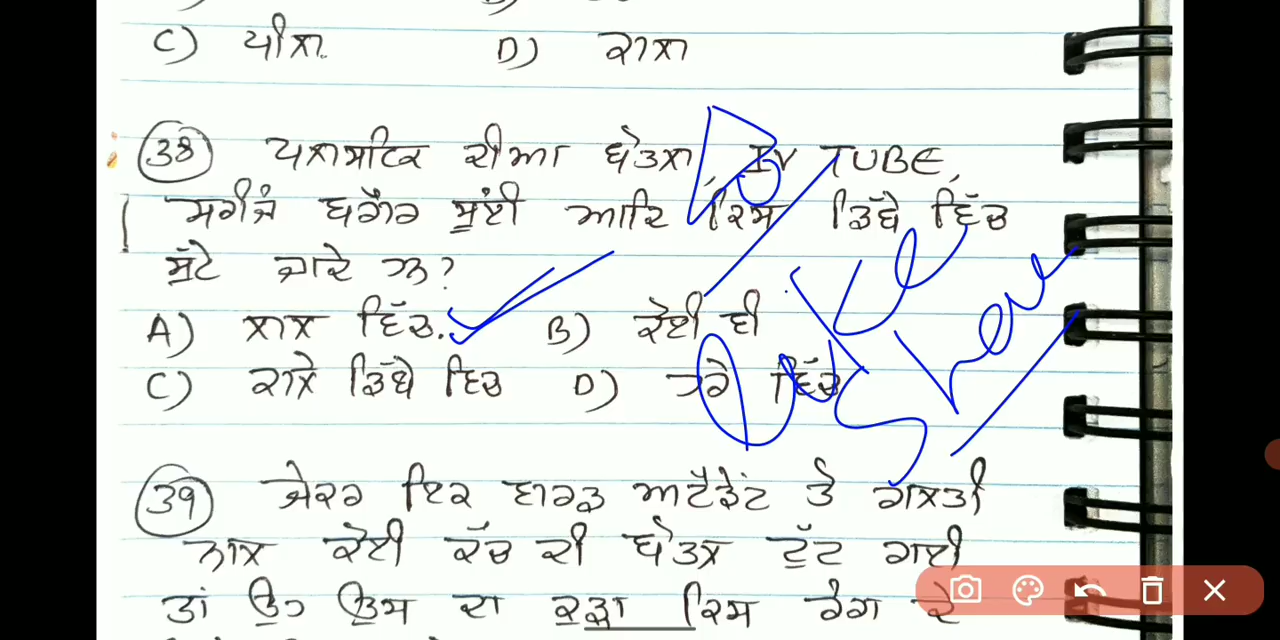 C) ਪੀਲਾ. D) ਕਾਲਾ
38 ਪਲਾਸਟਿਕ ਦੀਆ ਬੋਤਲਾ, IV TUBE,
ਸਰੀਜੰ ਬਗੈਰ ਸੂਈ ਆਦਿ ਕਿਸ ਡਿੱਬੇ ਵਿੱਚ
ਸੁੱਟੇ ਜਾਦੇ ਹਨ?
A) ਲਾਲ ਵਿੱਚ. B) ਕੋਈ ਵੀ
C) ਕਾਲੇ ਡਿੱਬੇ ਵਿਚ D) ਹਰੇ ਵਿੱਚ
39 ਜੇਕਰ ਇਕ ਵਾਰਡ ਅਟੈਡੇਂਟ ਤੋ ਗਲਤੀ
ਨਾਲ ਕੋਈ ਕੱਚ ਦੀ ਬੋਤਲ ਟੁੱਟ ਗਈ
ਤਾਂ ਉਹ ਉਸ ਦਾ ਕੂੜਾ ਕਿਸ ਰੰਗ ਦੇ